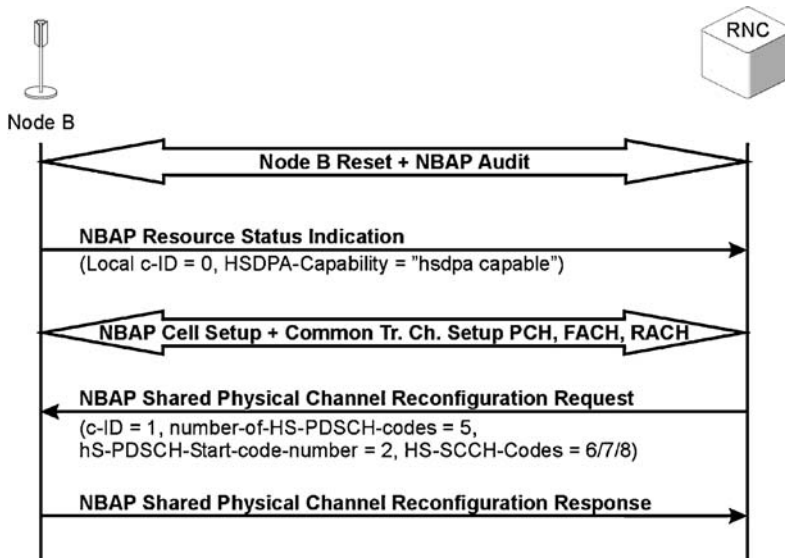 RNC
Node B
Node B Reset + NBAP Audit
NBAP Resource Status Indication
(Local c-ID = 0, HSDPA-Capability = "hsdpa capable")
NBAP Cell Setup + Common Tr. Ch. Setup PCH, FACH, RACH
NBAP Shared Physical Channel Reconfiguration Request
(c-ID = 1, number-of-HS-PDSCH-codes = 5,
hS-PDSCH-Start-code-number = 2, HS-SCCH-Codes = 6/7/8)
NBAP Shared Physical Channel Reconfiguration Response